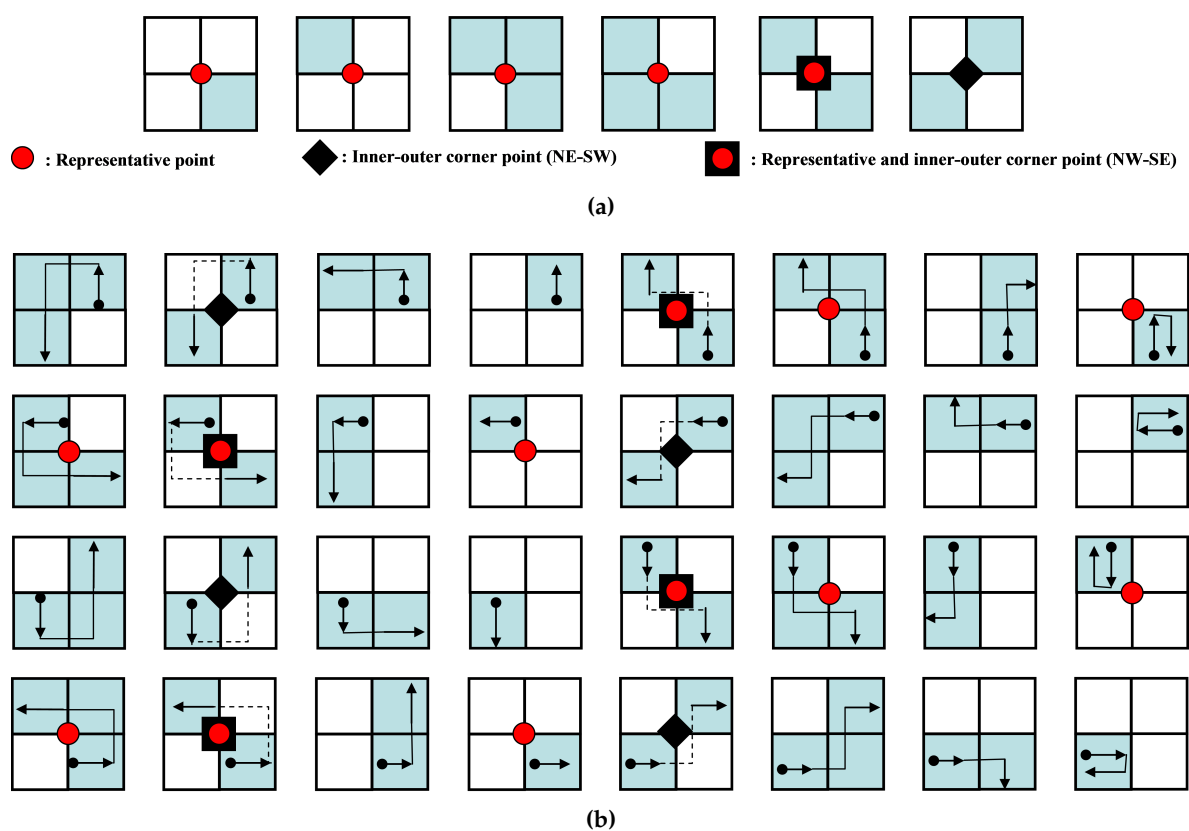 : Representative point
: Inner-outer corner point (NE-SW)
: Representative and inner-outer corner point (NW-SE)
(a)
(b)